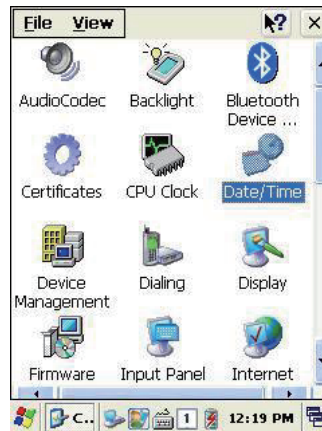 File View
AudioCodec Backlight Bluetooth
Device ...
Certificates CPU Clock Date/Time
Device Dialing Display
Management
Firmware Input Panel Internet
C.. 1 12:19 PM